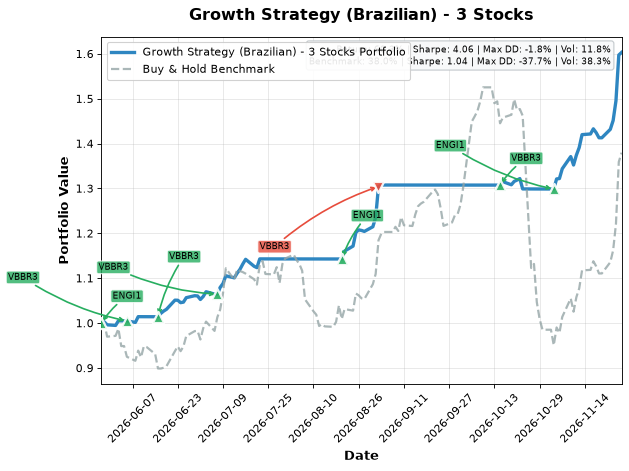 Growth Strategy (Brazilian) - 3 Stocks
Growth Strategy (Brazilian) - 3 Stocks Portfolio
Buy & Hold Benchmark
Sharpe: 4.06 | Max DD: -1.8% | Vol: 11.8%
Benchmark: 38.0% | Sharpe: 1.04 | Max DD: -37.7% | Vol: 38.3%
Portfolio Value
1.6
1.5
1.4
1.3
1.2
1.1
1.0
0.9
ENGI1
VBBR3
ENGI1
VBBR3
VBBR3
VBBR3
VBBR3
ENGI1
2026-06-07
2026-06-23
2026-07-09
2026-07-25
2026-08-10
2026-08-26
2026-09-11
2026-09-27
2026-10-13
2026-10-29
2026-11-14
Date